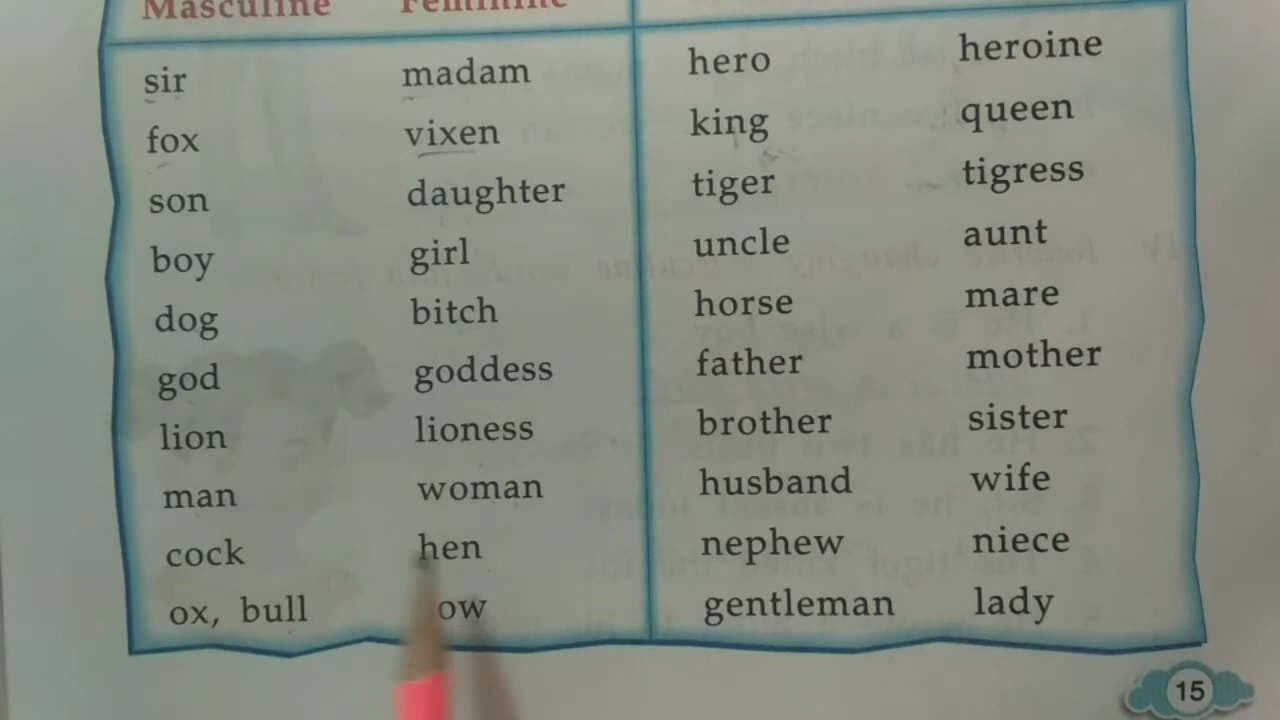 Masculine Feminine
sir madam
fox vixen
son daughter
boy girl
dog bitch
god goddess
lion lioness
man woman
cock hen
ox, bull ow
hero heroine
king queen
tiger tigress
uncle aunt
horse mare
father mother
brother sister
husband wife
nephew niece
gentleman lady
15